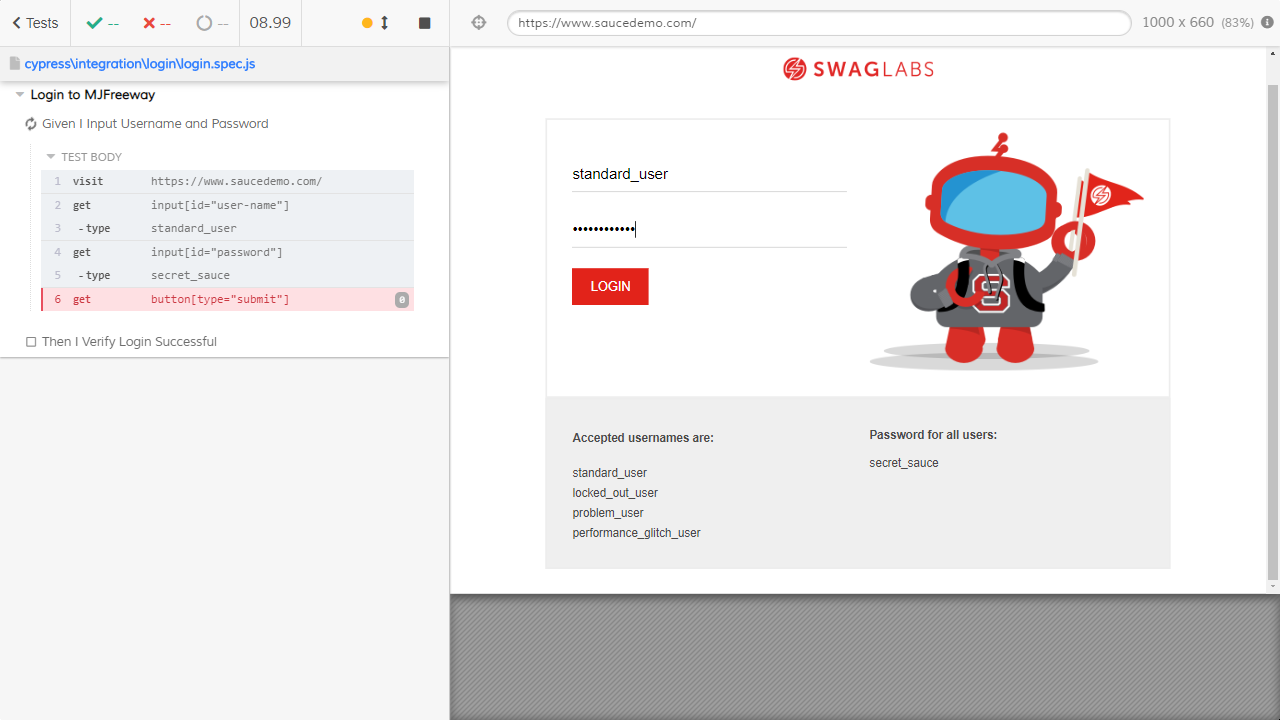 Tests
--
--
--
08.99
https://www.saucedemo.com/
1000 x 660 (83%)
cypress\integration\login\login.spec.js
Login to MJFreeway
Given I Input Username and Password
TEST BODY
1 visit https://www.saucedemo.com/
2 get input[id="user-name"]
3 -type standard_user
4 get input[id="password"]
5 -type secret_sauce
6 get button[type="submit"] 0
Then I Verify Login Successful
SWAGLABS
standard_user
••••••••••••
LOGIN
S
Accepted usernames are:
standard_user
locked_out_user
problem_user
performance_glitch_user
Password for all users:
secret_sauce